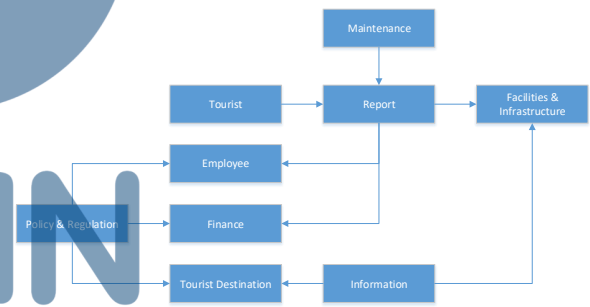 Maintenance
Tourist
Report
Facilities &
Infrastructure
Employee
Policy & Regulation
Finance
Tourist Destination
Information